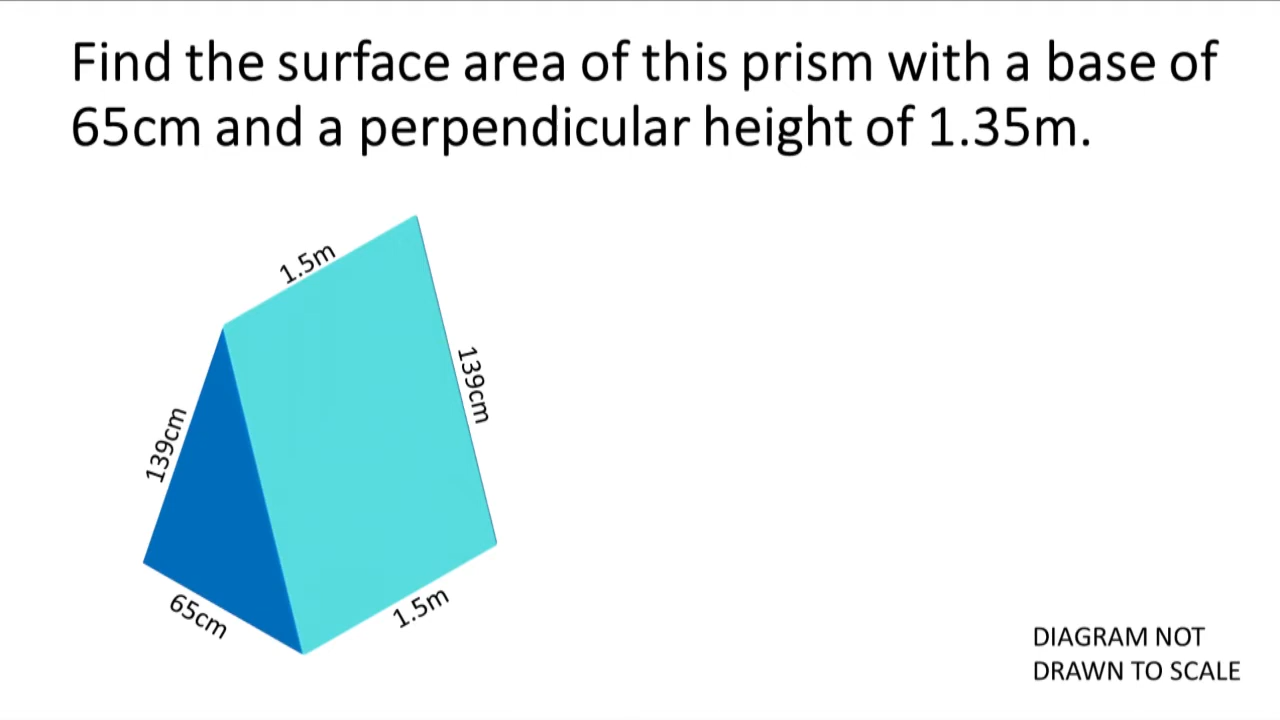 Find the surface area of this prism with a base of
65cm and a perpendicular height of 1.35m.
1.5m
139cm
139cm
65cm
1.5m
DIAGRAM NOT
DRAWN TO SCALE